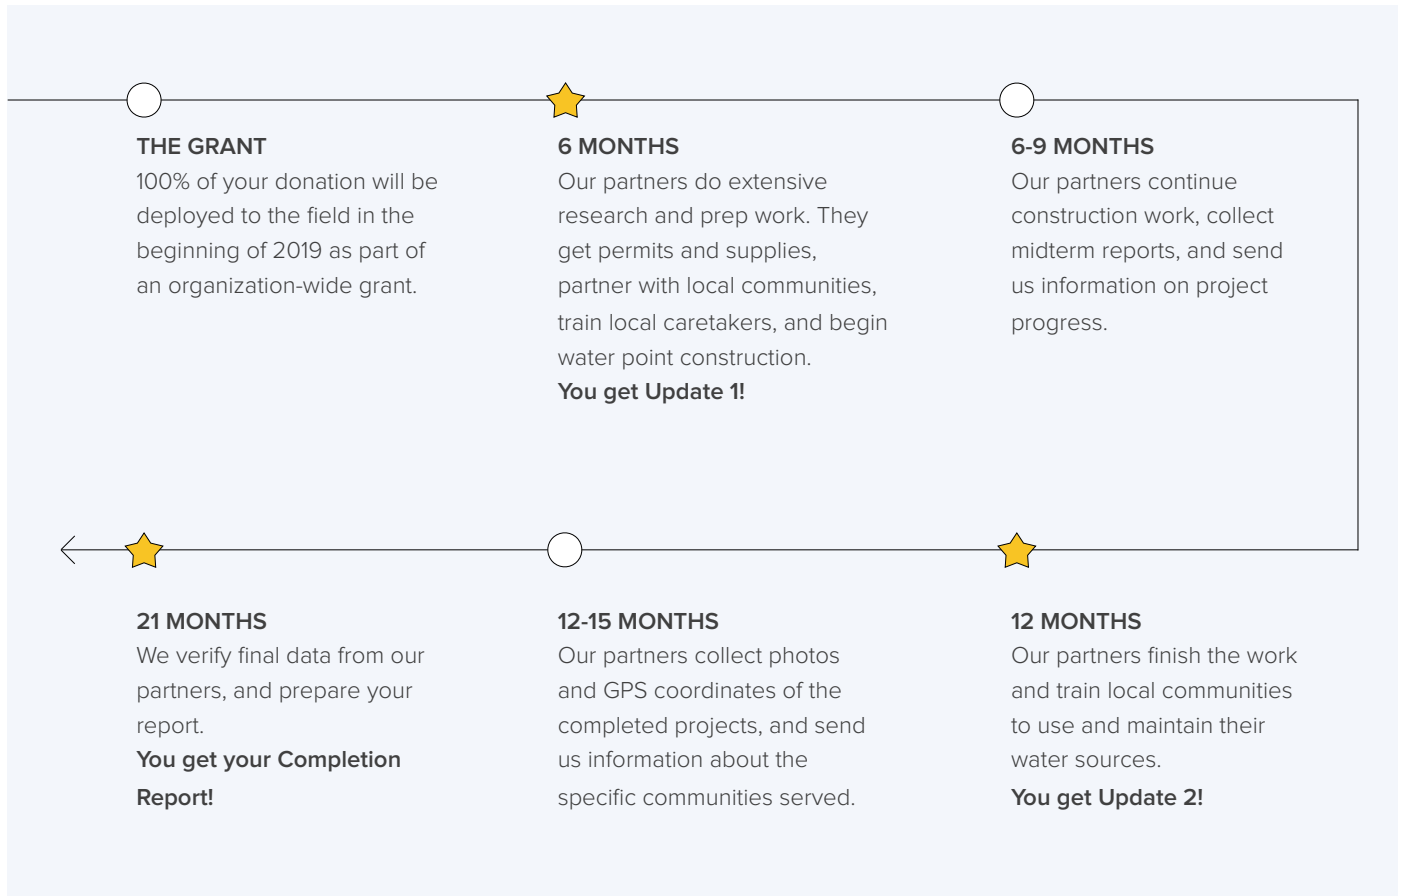 THE GRANT
100% of your donation will be
deployed to the field in the
beginning of 2019 as part of
an organization-wide grant.
6 MONTHS
Our partners do extensive
research and prep work. They
get permits and supplies,
partner with local communities,
train local caretakers, and begin
water point construction.
You get Update 1!
6-9 MONTHS
Our partners continue
construction work, collect
midterm reports, and send
us information on project
progress.
12 MONTHS
Our partners finish the work
and train local communities
to use and maintain their
water sources.
You get Update 2!
12-15 MONTHS
Our partners collect photos
and GPS coordinates of the
completed projects, and send
us information about the
specific communities served.
21 MONTHS
We verify final data from our
partners, and prepare your
report.
You get your Completion
Report!